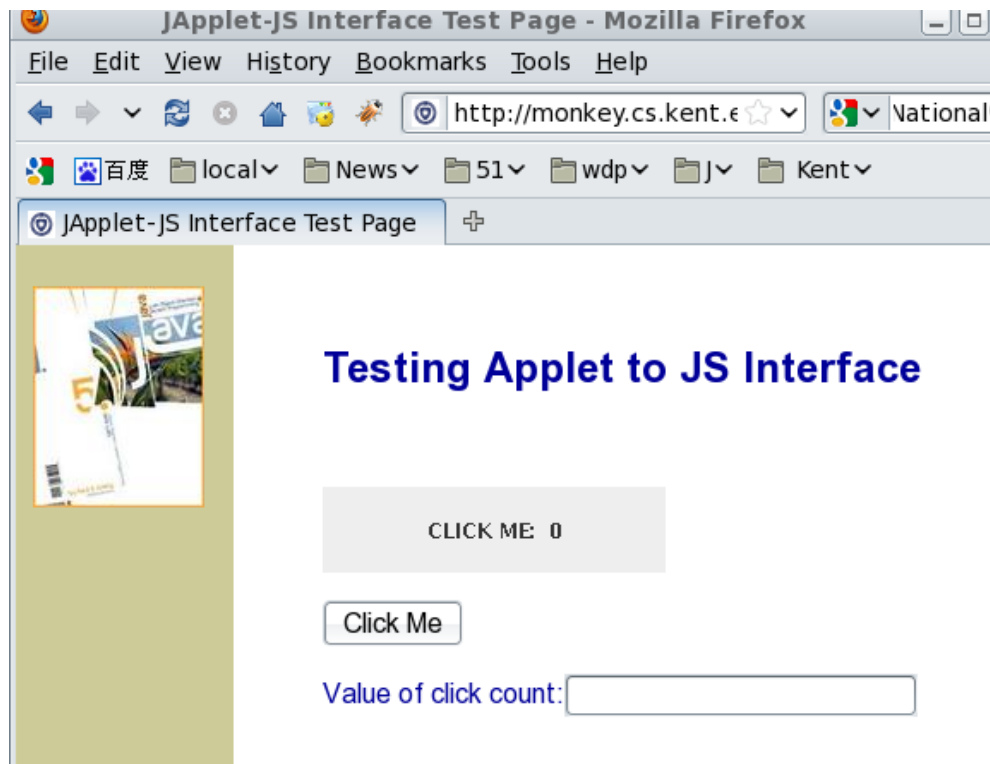 JApplet-JS Interface Test Page - Mozilla Firefox
File Edit View History Bookmarks Tools Help
http://monkey.cs.kent.e National
百度 local News 51 wdp J Kent
JApplet-JS Interface Test Page
Java
5
Testing Applet to JS Interface
CLICK ME: 0
Click Me
Value of click count: